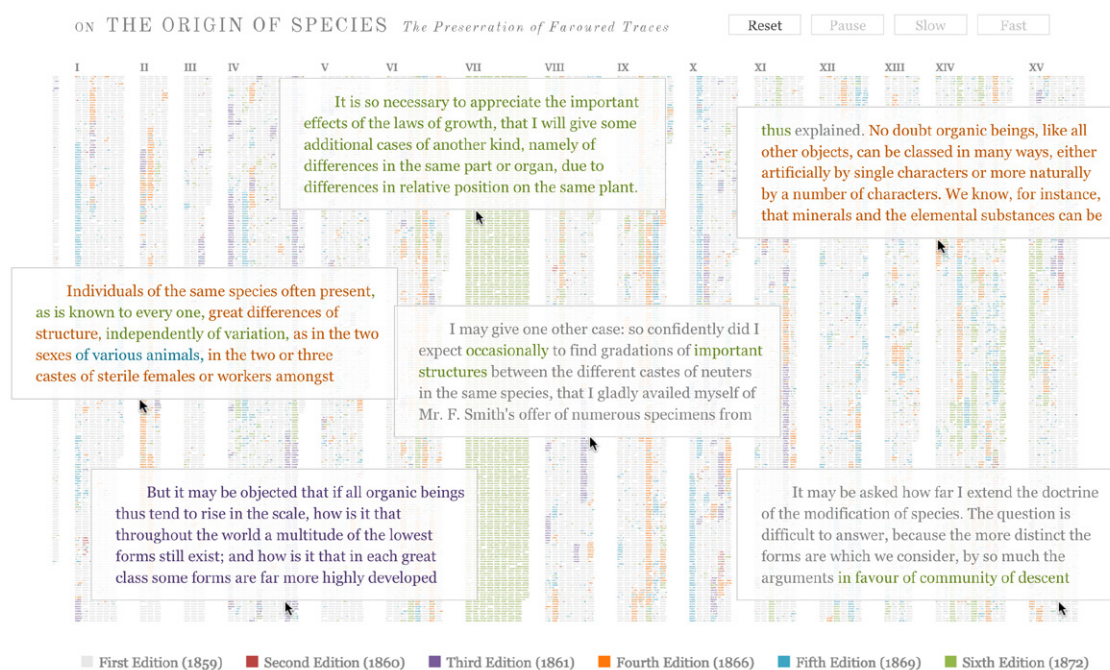 ON THE ORIGIN OF SPECIES The Preservation of Favoured Traces
Reset Pause Slow Fast
I II III IV V VI VII VIII IX X XI XII XIII XIV XV
It is so necessary to appreciate the important
effects of the laws of growth, that I will give some
additional cases of another kind, namely of
differences in the same part or organ, due to
differences in relative position on the same plant.
thus explained. No doubt organic beings, like all
other objects, can be classed in many ways, either
artificially by single characters or more naturally
by a number of characters. We know, for instance,
that minerals and the elemental substances can be
Individuals of the same species often present,
as is known to every one, great differences of
structure, independently of variation, as in the two
sexes of various animals, in the two or three
castes of sterile females or workers amongst
I may give one other case: so confidently did I
expect occasionally to find gradations of important
structures between the different castes of neuters
in the same species, that I gladly availed myself of
Mr. F. Smith's offer of numerous specimens from
But it may be objected that if all organic beings
thus tend to rise in the scale, how is it that
throughout the world a multitude of the lowest
forms still exist; and how is it that in each great
class some forms are far more highly developed
It may be asked how far I extend the doctrine
of the modification of species. The question is
difficult to answer, because the more distinct the
forms are which we consider, by so much the
arguments in favour of community of descent
First Edition (1859) Second Edition (1860) Third Edition (1861) Fourth Edition (1866) Fifth Edition (1869) Sixth Edition (1872)